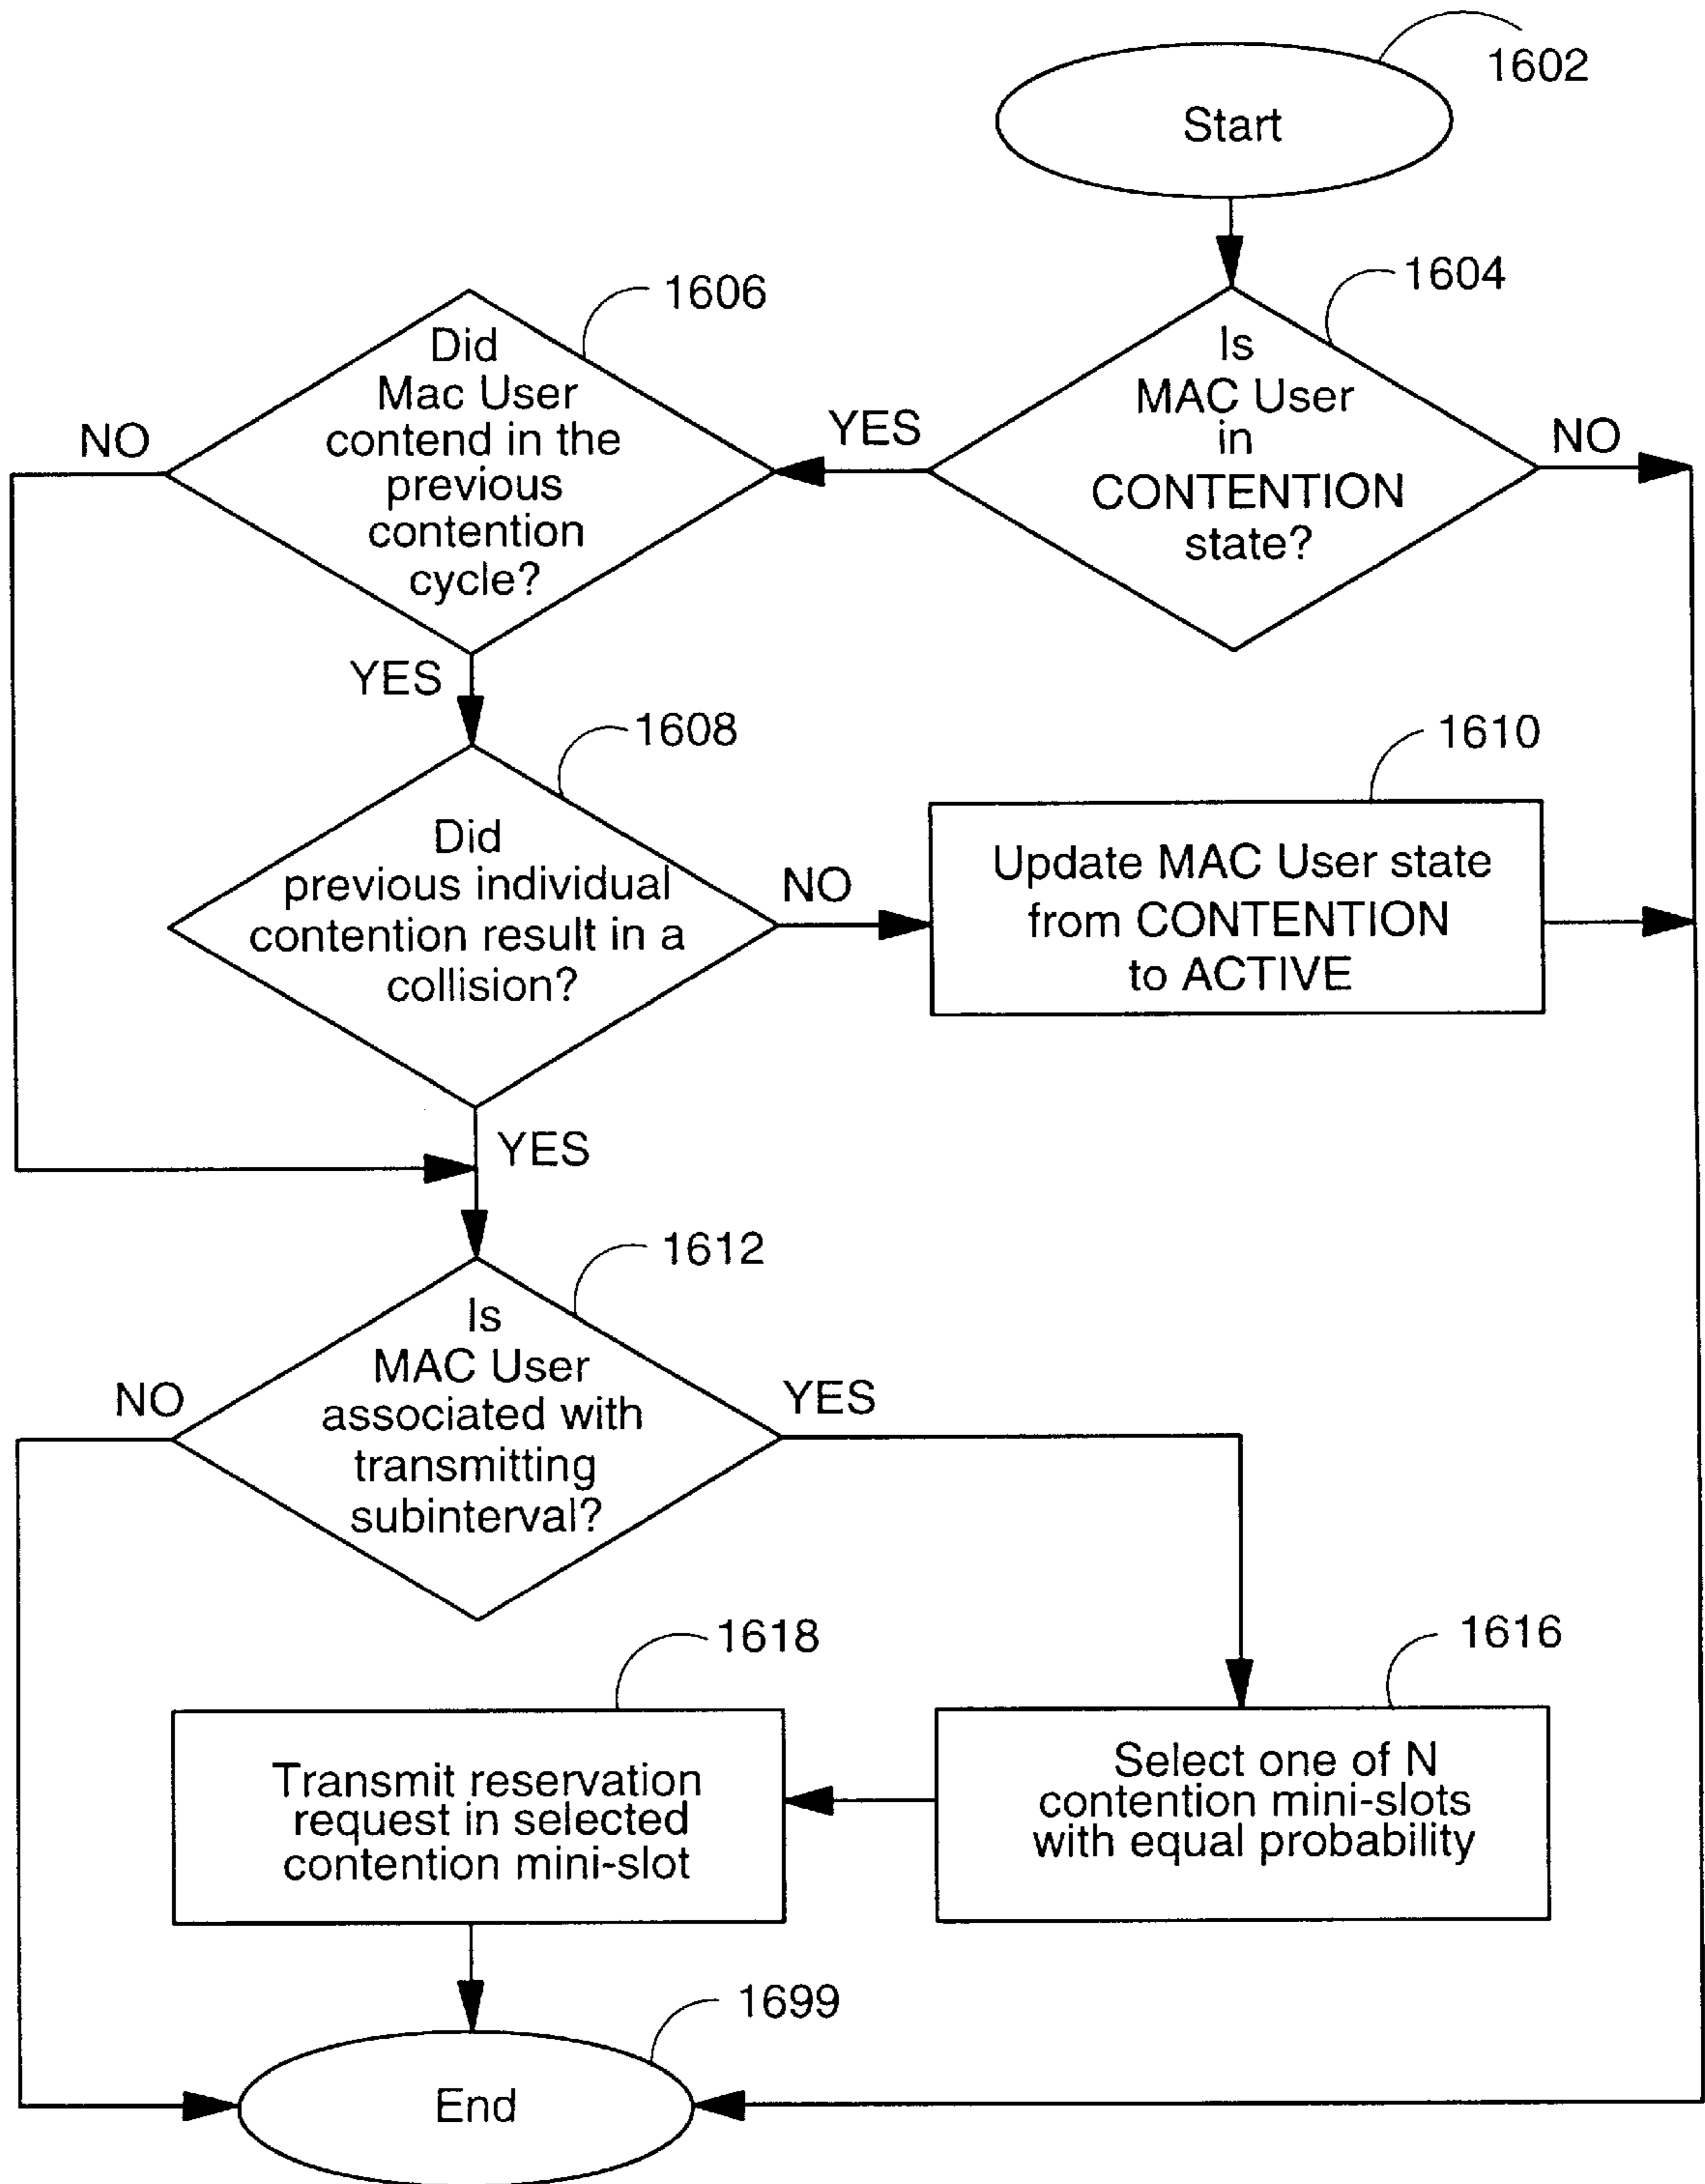 1602
Start
1604
Is
MAC User
in
CONTENTION
state?
YES
NO
1606
Did
Mac User
contend in the
previous
contention
cycle?
NO
YES
1608
Did
previous individual
contention result in a
collision?
NO
YES
1610
Update MAC User state
from CONTENTION
to ACTIVE
1612
Is
MAC User
associated with
transmitting
subinterval?
NO
YES
1616
Select one of N
contention mini-slots
with equal probability
1618
Transmit reservation
request in selected
contention mini-slot
1699
End